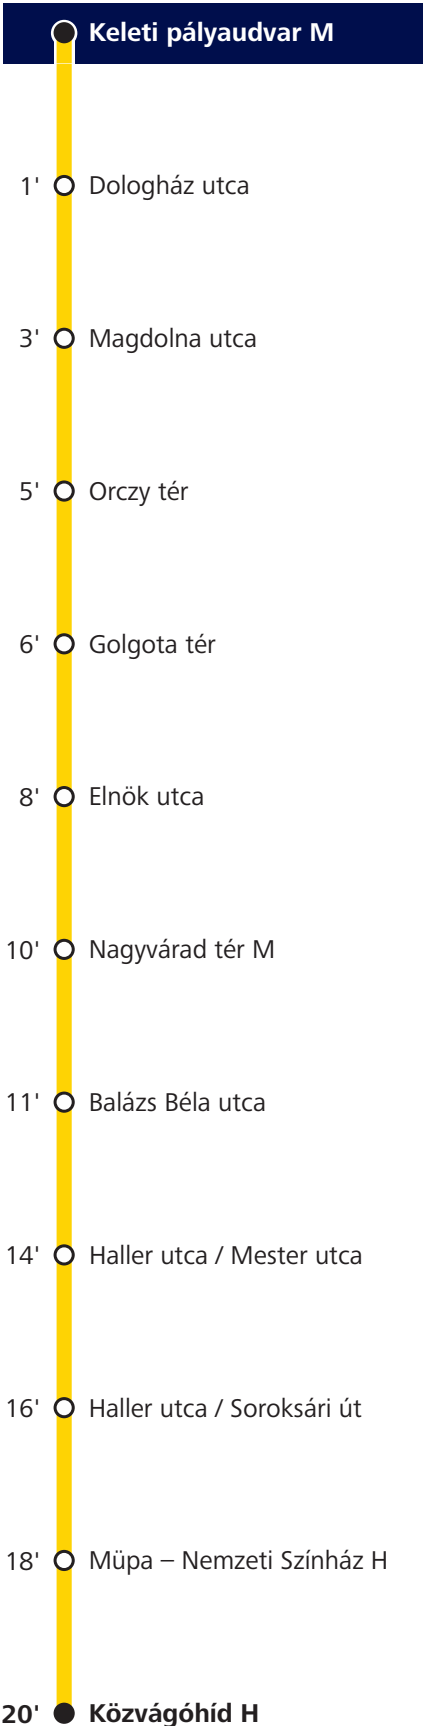 Keleti pályaudvar M
1' Dologház utca
3' Magdolna utca
5' Orczy tér
6' Golgota tér
8' Elnök utca
10' Nagyvárad tér M
11' Balázs Béla utca
14' Haller utca / Mester utca
16' Haller utca / Soroksári út
18' Müpa – Nemzeti Színház H
20' Közvágóhíd H